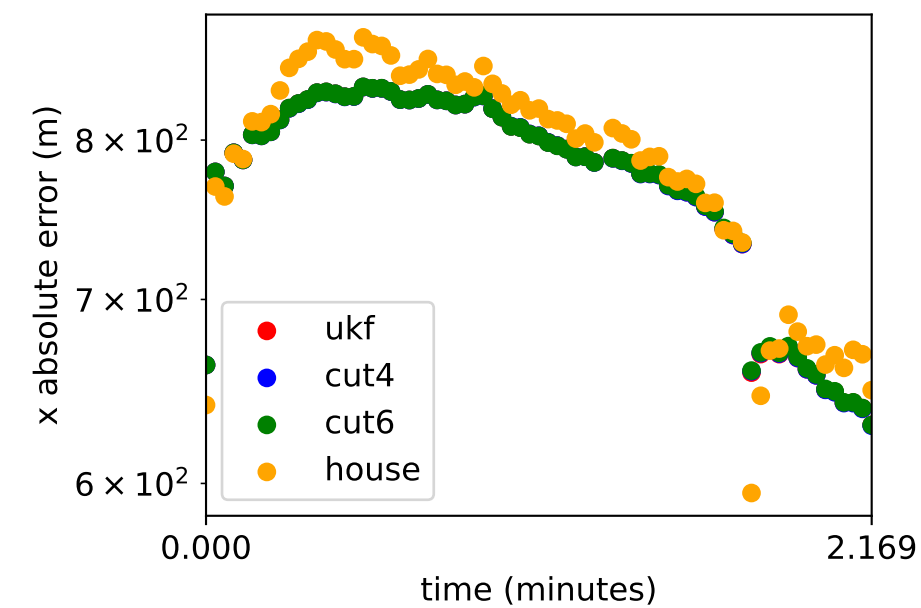 x absolute error (m)
8 × 10²
7 × 10²
6 × 10²
ukf
cut4
cut6
house
0.000
2.169
time (minutes)